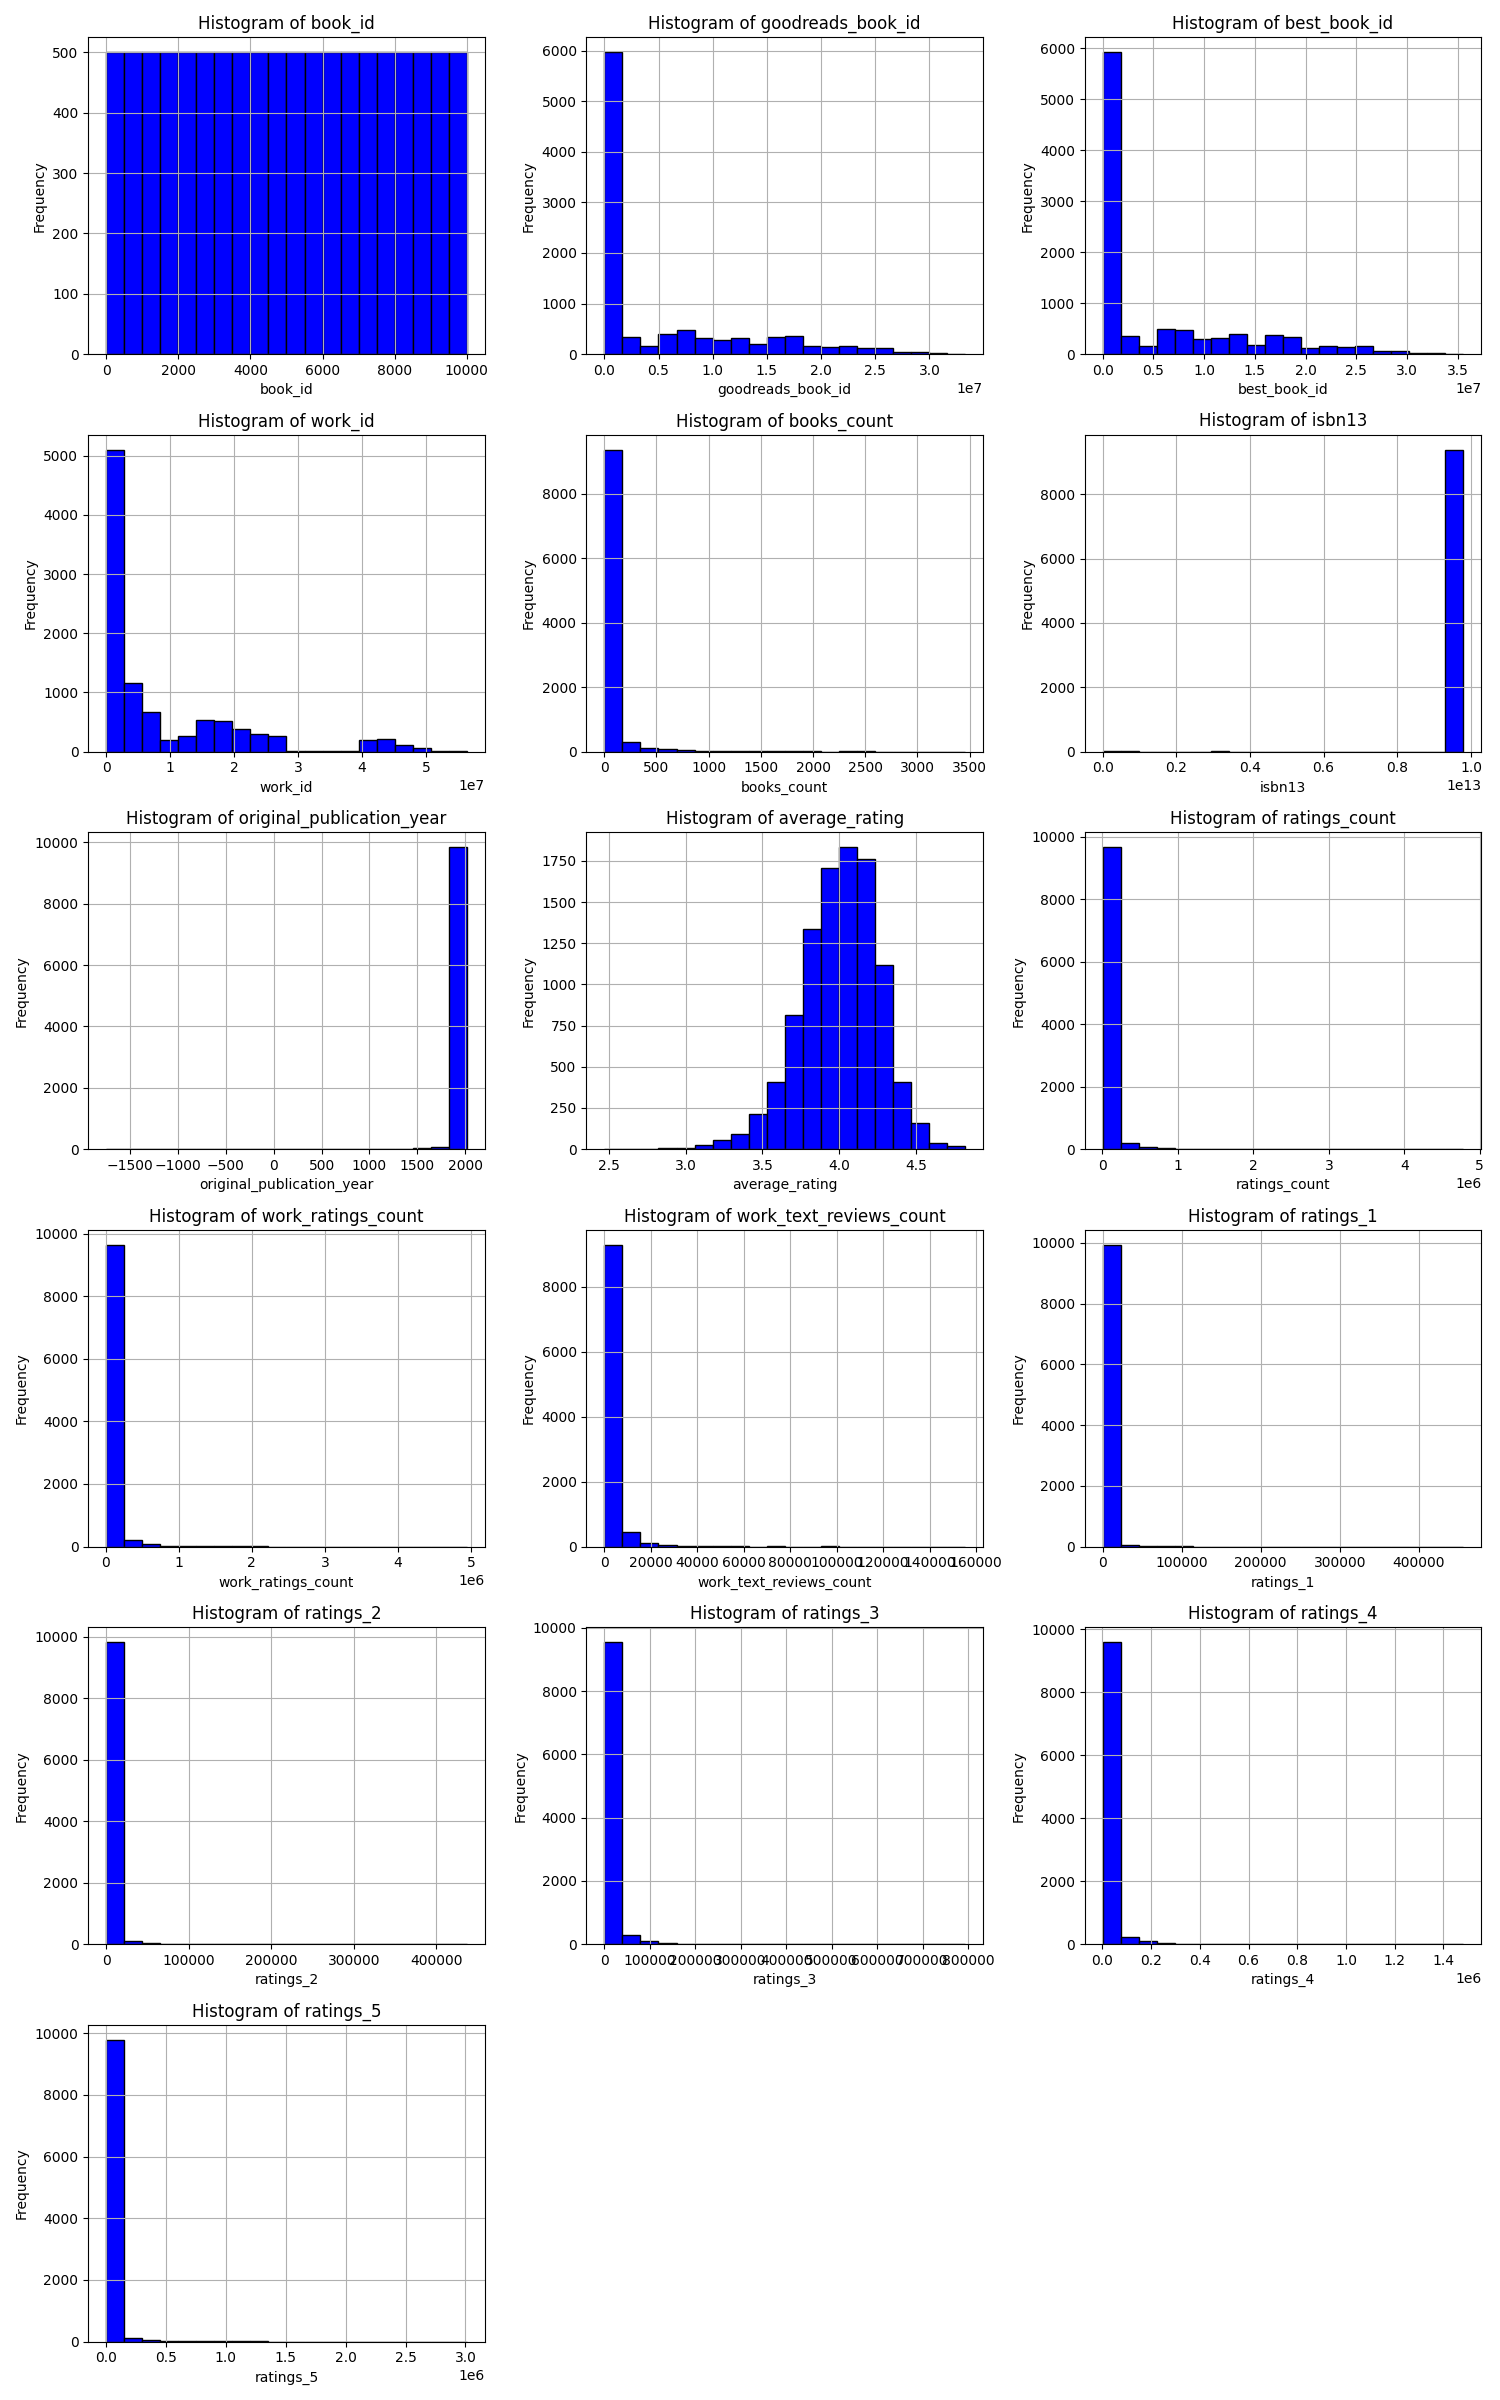 Histogram of book_id
Frequency
500
400
300
200
100
0
0 2000 4000 6000 8000 10000
book_id
Histogram of goodreads_book_id
Frequency
6000
5000
4000
3000
2000
1000
0
0.0 0.5 1.0 1.5 2.0 2.5 3.0
1e7
goodreads_book_id
Histogram of best_book_id
Frequency
6000
5000
4000
3000
2000
1000
0
0.0 0.5 1.0 1.5 2.0 2.5 3.0 3.5
1e7
best_book_id
Histogram of work_id
Frequency
5000
4000
3000
2000
1000
0
0 1 2 3 4 5
1e7
work_id
Histogram of books_count
Frequency
8000
6000
4000
2000
0
0 500 1000 1500 2000 2500 3000 3500
books_count
Histogram of isbn13
Frequency
8000
6000
4000
2000
0
0.0 0.2 0.4 0.6 0.8 1.0
1e13
isbn13
Histogram of original_publication_year
Frequency
10000
8000
6000
4000
2000
0
−1500 −1000 −500 0 500 1000 1500 2000
original_publication_year
Histogram of average_rating
Frequency
1750
1500
1250
1000
750
500
250
0
2.5 3.0 3.5 4.0 4.5
average_rating
Histogram of ratings_count
Frequency
10000
8000
6000
4000
2000
0
0 1 2 3 4 5
1e6
ratings_count
Histogram of work_ratings_count
Frequency
10000
8000
6000
4000
2000
0
0 1 2 3 4 5
1e6
work_ratings_count
Histogram of work_text_reviews_count
Frequency
8000
6000
4000
2000
0
0 20000 40000 60000 80000 100000 120000 140000 160000
work_text_reviews_count
Histogram of ratings_1
Frequency
10000
8000
6000
4000
2000
0
0 100000 200000 300000 400000
ratings_1
Histogram of ratings_2
Frequency
10000
8000
6000
4000
2000
0
0 100000 200000 300000 400000
ratings_2
Histogram of ratings_3
Frequency
10000
8000
6000
4000
2000
0
0 100000 200000 300000 400000 500000 600000 700000 800000
ratings_3
Histogram of ratings_4
Frequency
10000
8000
6000
4000
2000
0
0.0 0.2 0.4 0.6 0.8 1.0 1.2 1.4
1e6
ratings_4
Histogram of ratings_5
Frequency
10000
8000
6000
4000
2000
0
0.0 0.5 1.0 1.5 2.0 2.5 3.0
1e6
ratings_5